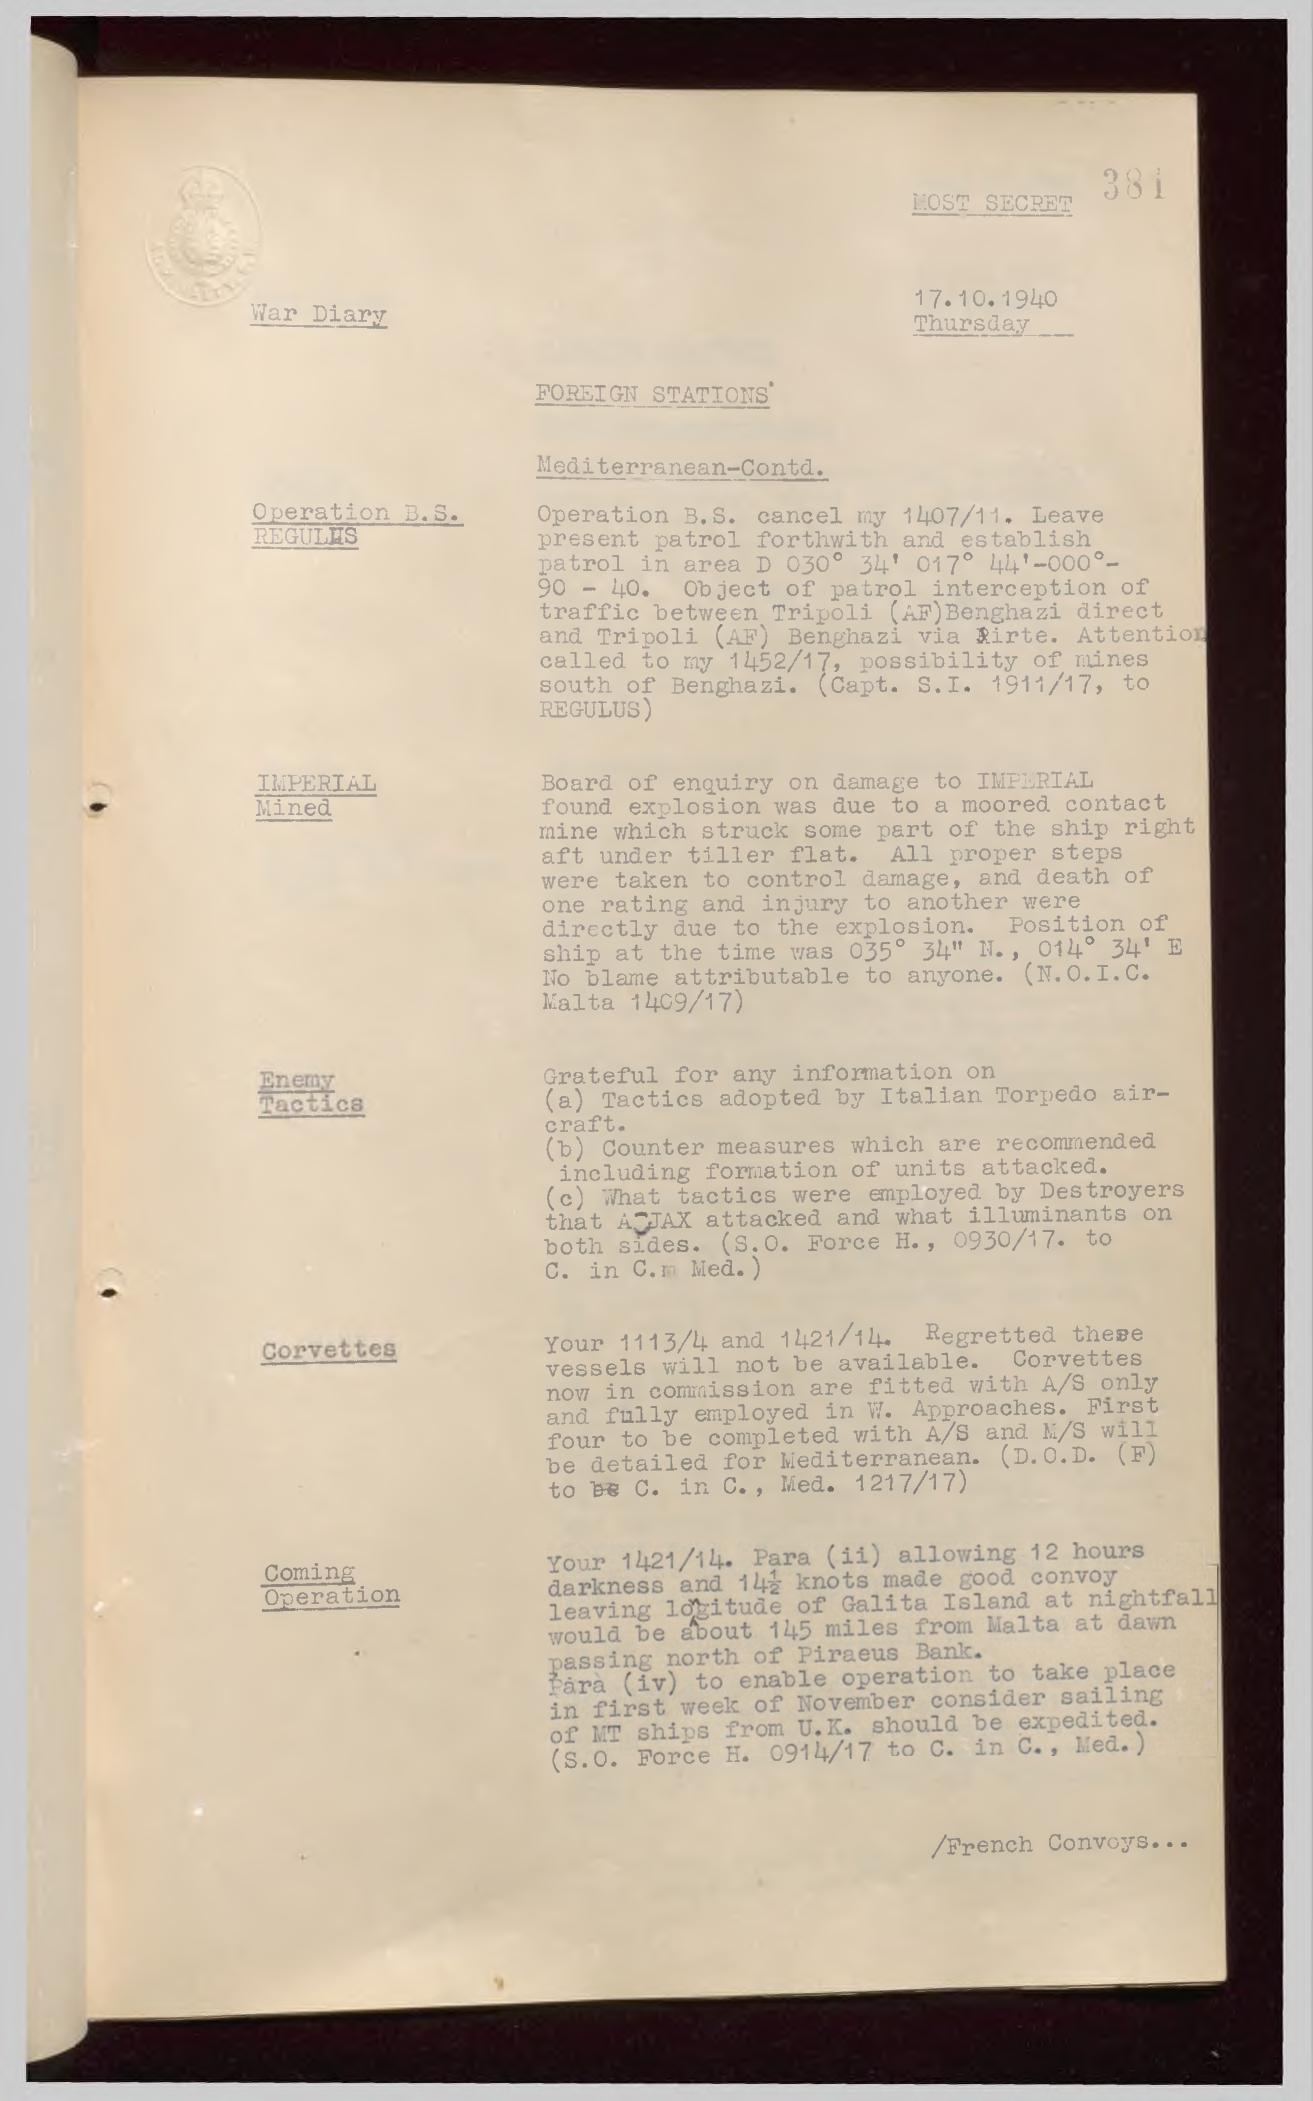 381
MOST SECRET
17.10.1940
War Diary
Thursday
FOREIGN STATIONS
Mediterranean-Contd.
Operation B.S.
REGULUS
Operation B.S. cancel my 1407/11. Leave
present patrol forthwith and establish
patrol in area D 030° 34' 017° 44'-000°-
90 - 40. Object of patrol interception of
traffic between Tripoli (AF)Benghazi direct
and Tripoli (AF) Benghazi via Sirte. Attention
called to my 1452/17, possibility of mines
south of Benghazi. (Capt. S.I. 1911/17, to
REGULUS)
IMPERIAL
Mined
Board of enquiry on damage to IMPERIAL
found explosion was due to a moored contact
mine which struck some part of the ship right
aft under tiller flat. All proper steps
were taken to control damage, and death of
one rating and injury to another were
directly due to the explosion. Position of
ship at the time was 035° 34" N., 014° 34' E
No blame attributable to anyone. (N.O.I.C.
Malta 1409/17)
Enemy
Tactics
Grateful for any information on
(a) Tactics adopted by Italian Torpedo air-
craft.
(b) Counter measures which are recommended
including formation of units attacked.
(c) What tactics were employed by Destroyers
that AJAX attacked and what illuminants on
both sides. (S.O. Force H., 0930/17. to
C. in C. Med.)
Corvettes
Your 1113/4 and 1421/14. Regretted these
vessels will not be available. Corvettes
now in commission are fitted with A/S only
and fully employed in W. Approaches. First
four to be completed with A/S and M/S will
be detailed for Mediterranean. (D.O.D. (F)
to C. in C., Med. 1217/17)
Coming
Operation
Your 1421/14. Para (ii) allowing 12 hours
darkness and 14½ knots made good convoy
leaving longitude of Galita Island at nightfall
would be about 145 miles from Malta at dawn
passing north of Piraeus Bank.
Para (iv) to enable operation to take place
in first week of November consider sailing
of MT ships from U.K. should be expedited.
(S.O. Force H. 0914/17 to C. in C., Med.)
/French Convoys...